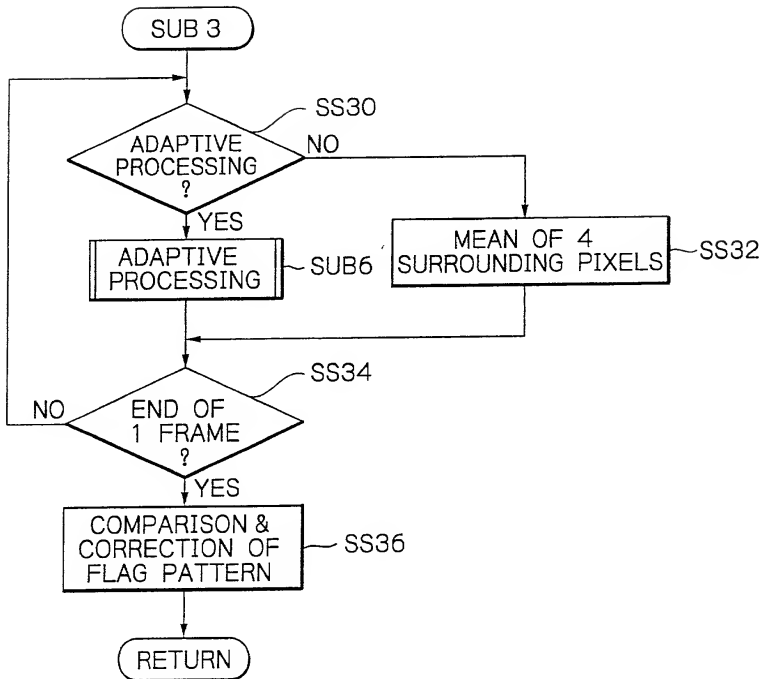 SUB 3
SS30
ADAPTIVE
PROCESSING
?
NO
YES
ADAPTIVE
PROCESSING
SUB6
MEAN OF 4
SURROUNDING PIXELS
SS32
SS34
NO
END OF
1 FRAME
?
YES
COMPARISON &
CORRECTION OF
FLAG PATTERN
SS36
RETURN